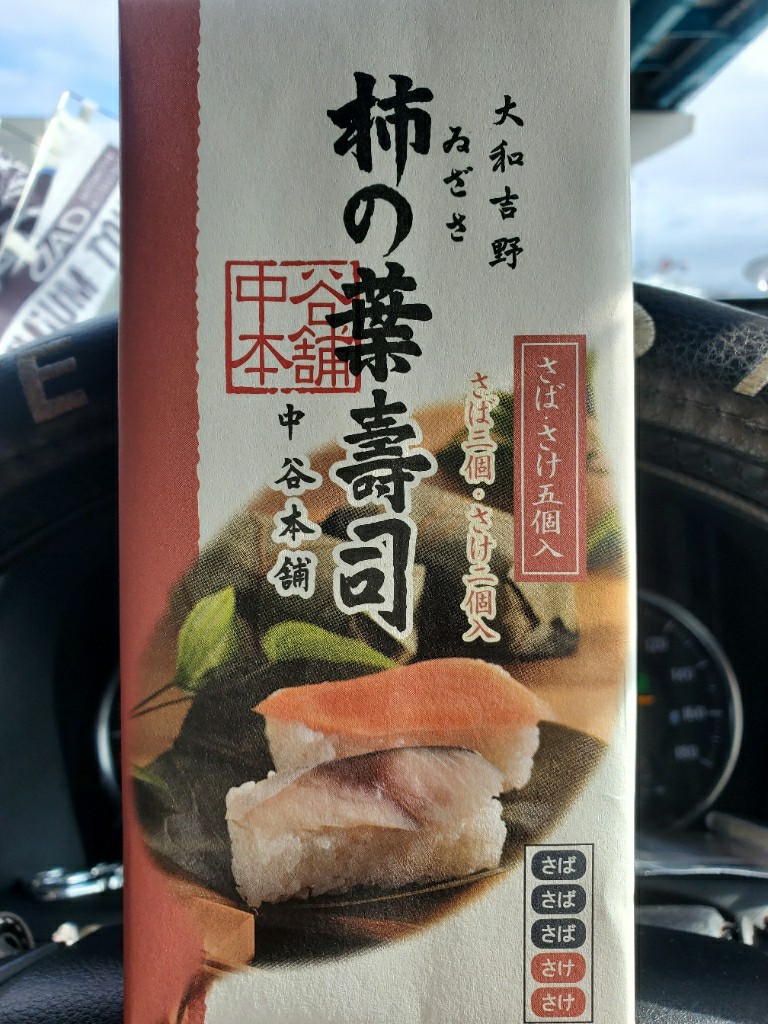 大和吉野
ゐざさ
柿の葉壽司
中谷本舗
中谷本舗
さば・さけ五個入
さば三個・さけ二個入
さば
さば
さば
さけ
さけ
E